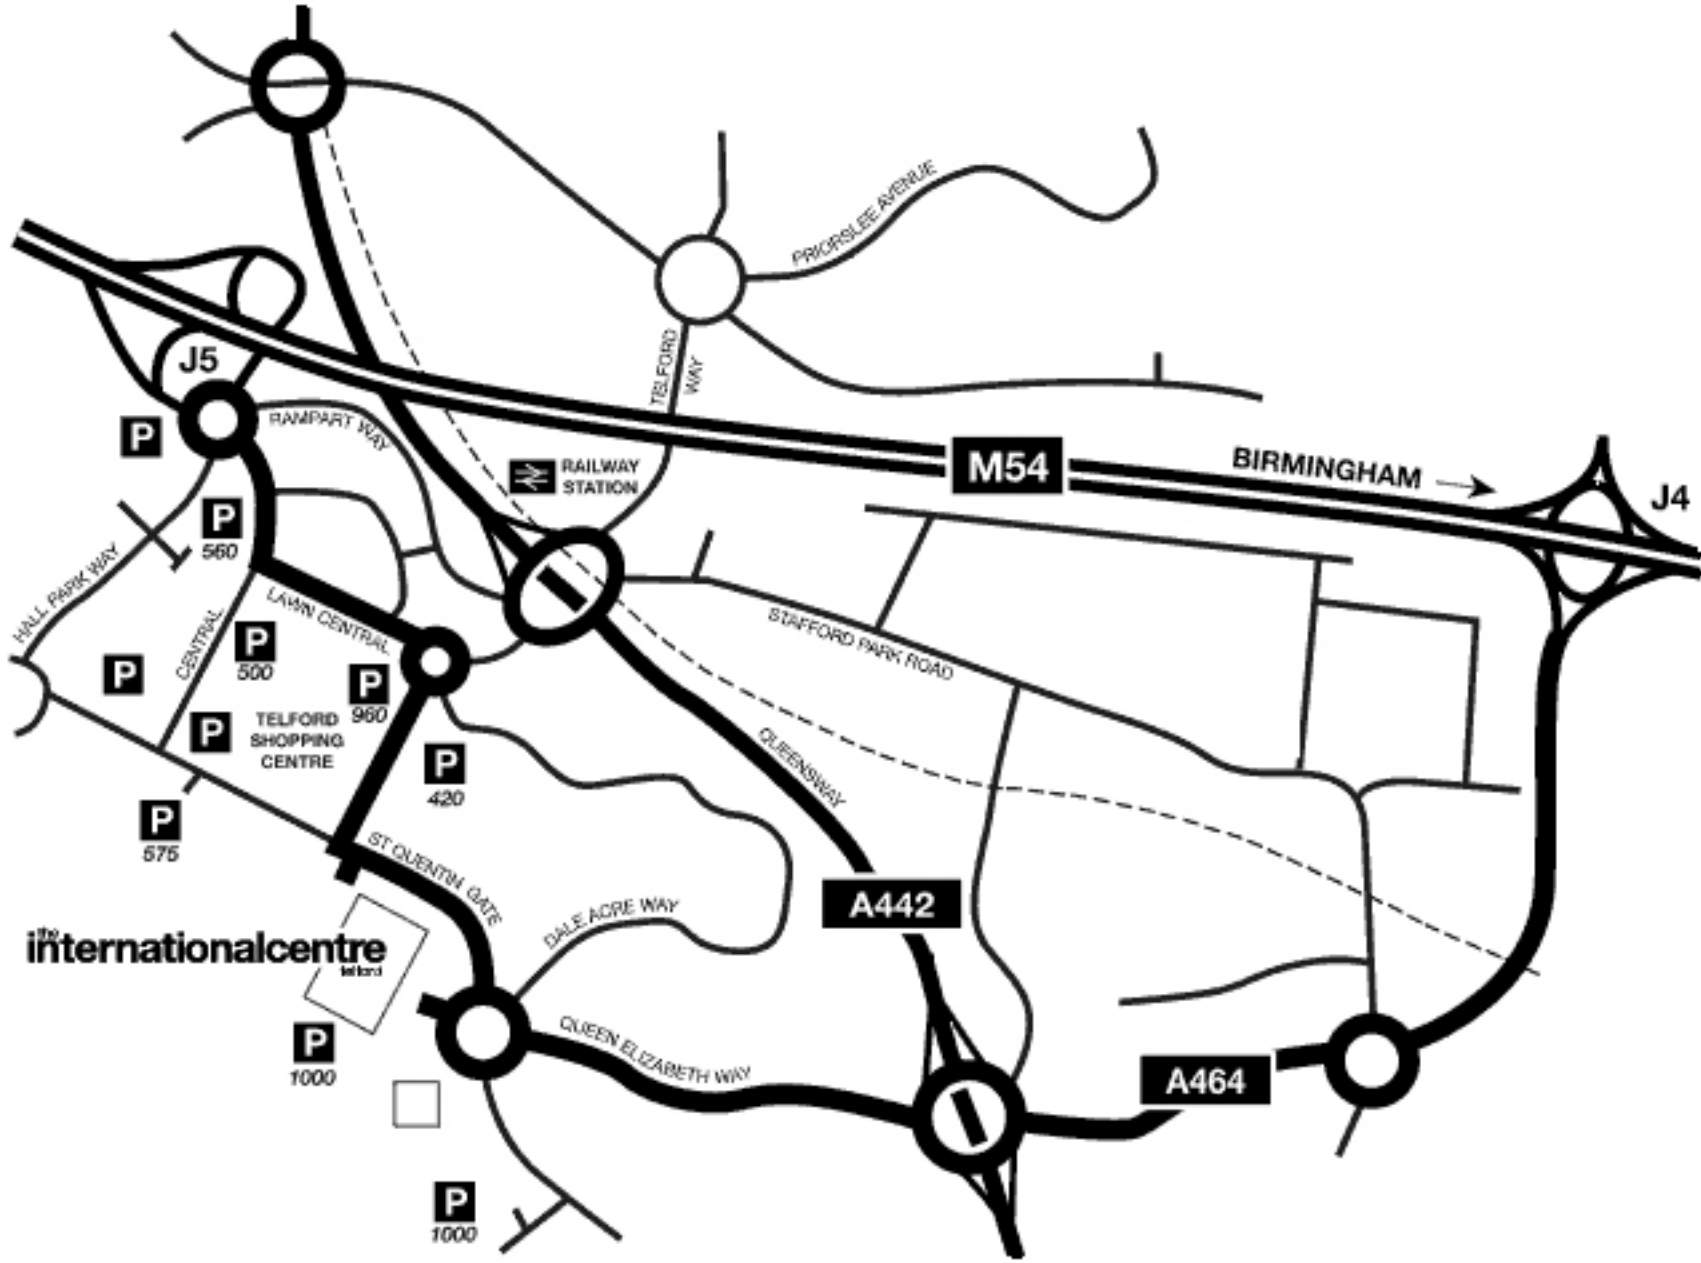 PRIORSLEE AVENUE
J5
TELFORD
WAY
P
RAMPART WAY
RAILWAY
STATION
M54
BIRMINGHAM
J4
P
560
HALL PARK WAY
LAWN CENTRAL
CENTRAL
P
500
STAFFORD PARK ROAD
P
P
960
P
TELFORD
SHOPPING
CENTRE
QUEENSWAY
P
420
P
575
ST QUENTIN GATE
A442
DALE ACRE WAY
the
internationalcentre
telford
P
1000
QUEEN ELIZABETH WAY
A464
P
1000